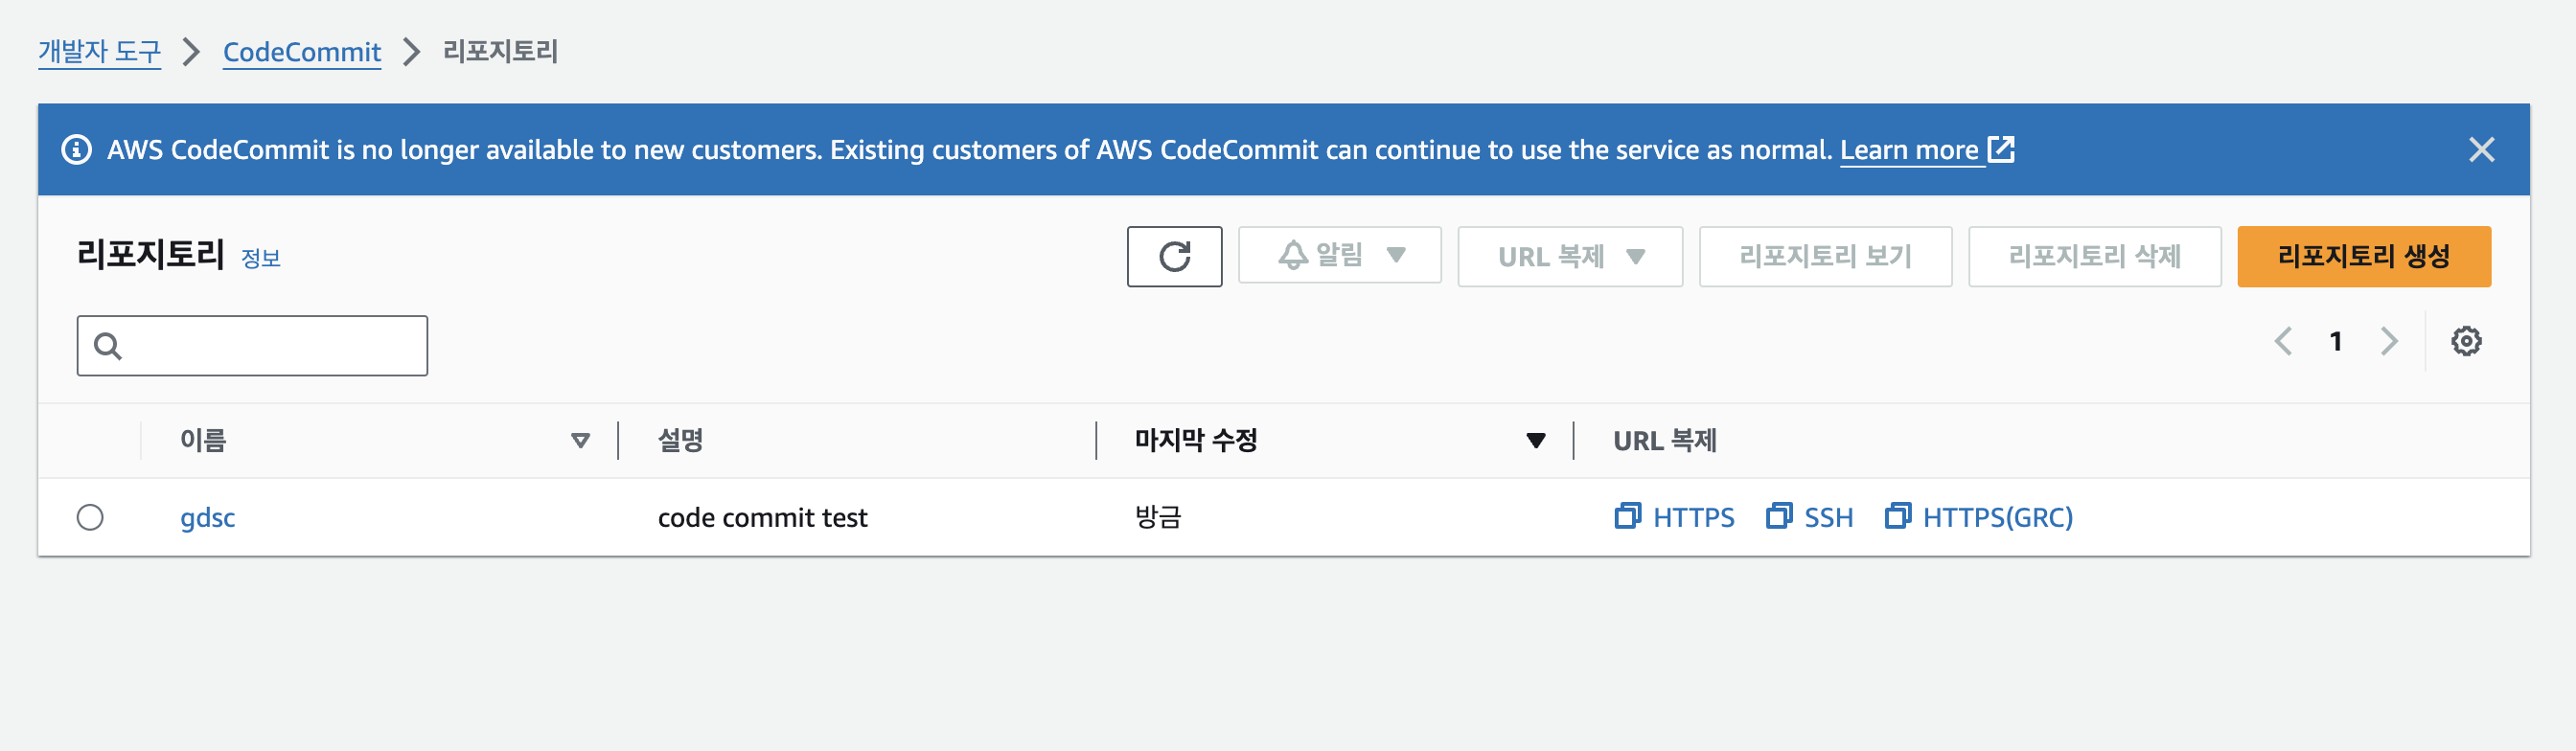 개발자 도구 > CodeCommit > 리포지토리
AWS CodeCommit is no longer available to new customers. Existing customers of AWS CodeCommit can continue to use the service as normal. Learn more
리포지토리 정보 알림 URL 복제 리포지토리 보기 리포지토리 삭제 리포지토리 생성
1
이름 설명 마지막 수정 URL 복제
gdsc code commit test 방금 HTTPS SSH HTTPS(GRC)